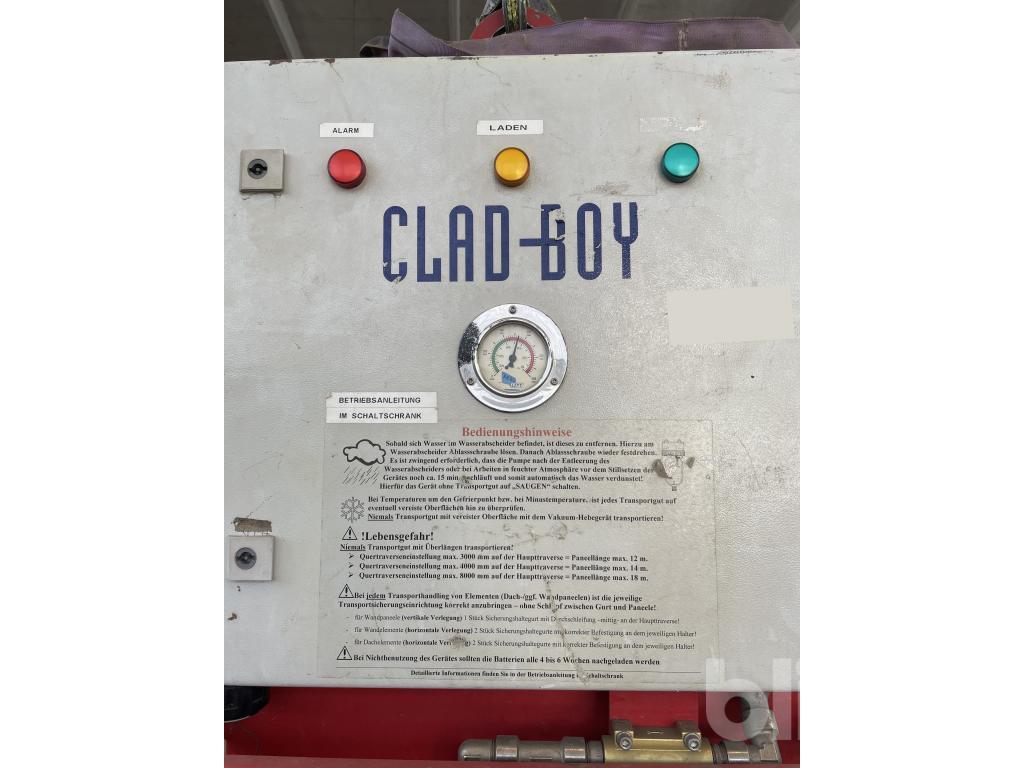 ALARM
LADEN
CLAD-BOY
BETRIEBSANLEITUNG
IM SCHALTSCHRANK
Bedienungshinweise
Sobald sich Wasser im Wasserabscheider befindet, ist dieses zu entfernen. Hierzu am
Wasserabscheider Ablassschraube lösen. Danach Ablassschraube wieder festdrehen.
Es ist zwingend erforderlich, dass die Pumpe nach der Entleerung des
Wasserabscheiders oder bei Arbeiten in feuchter Atmosphäre vor dem Stillsetzen des
Gerätes noch ca. 15 min. nachläuft und somit automatisch das Wasser verdunstet!
Hierfür das Gerät ohne Transportgut auf „SAUGEN“ schalten.
Bei Temperaturen um den Gefrierpunkt bzw. bei Minustemperature. ist jedes Transportgut auf
eventuell vereiste Oberflächen hin zu überprüfen.
Niemals Transportgut mit vereister Oberfläche mit dem Vakuum-Hebegerät transportieren!
!Lebensgefahr!
Niemals Transportgut mit Überlängen transportieren!
➢ Quertraverseneinstellung max. 3000 mm auf der Haupttraverse = Paneellänge max. 12 m.
➢ Quertraverseneinstellung max. 4000 mm auf der Haupttraverse = Paneellänge max. 14 m.
➢ Quertraverseneinstellung max. 8000 mm auf der Haupttraverse = Paneellänge max. 18 m.
Bei jedem Transporthandling von Elementen (Dach-/ggf. Wandpaneelen) ist die jeweilige
Transportsicherungseinrichtung korrekt anzubringen – ohne Schlupf zwischen Gurt und Paneele!
- für Wandpaneele (vertikale Verlegung) 1 Stück Sicherungshaltegurt mit Durchschleifung –mittig- an der Haupttraverse!
- für Wandelemente (horizontale Verlegung) 2 Stück Sicherungshaltegurte mit korrekter Befestigung an dem jeweiligen Halter!
- für Dachelemente (horizontale Verlegung) 2 Stück Sicherungshaltegurte mit korrekter Befestigung an dem jeweiligen Halter!
Bei Nichtbenutzung des Gerätes sollten die Batterien alle 4 bis 6 Wochen nachgeladen werden
Detaillierte Informationen finden Sie in der Betriebsanleitung im Schaltschrank